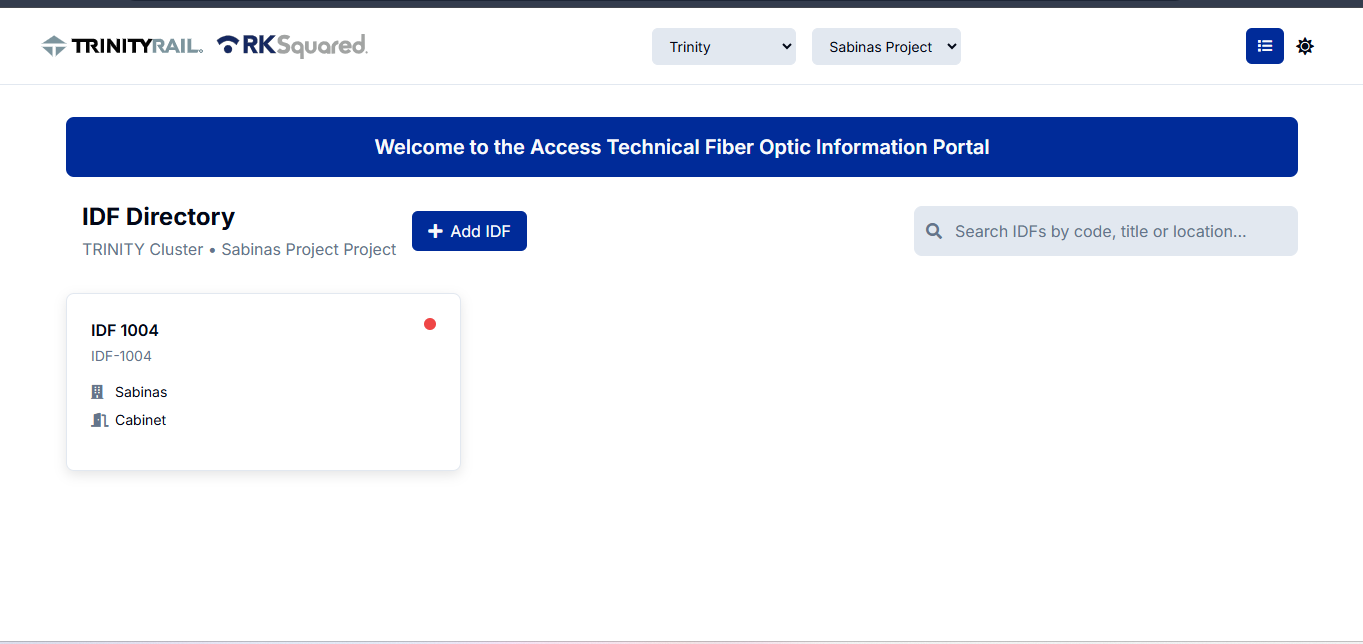 TRINITYRAIL RKSquared
Trinity
Sabinas Project
Welcome to the Access Technical Fiber Optic Information Portal
IDF Directory
TRINITY Cluster • Sabinas Project Project
Add IDF
Search IDFs by code, title or location...
IDF 1004
IDF-1004
Sabinas
Cabinet